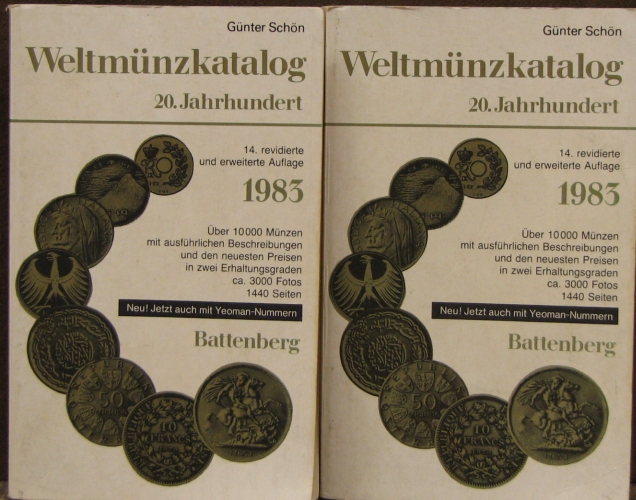 Günter Schön
Weltmünzkatalog
20. Jahrhundert
14. revidierte
und erweiterte Auflage
1983
Über 10 000 Münzen
mit ausführlichen Beschreibungen
und den neuesten Preisen
in zwei Erhaltungsgraden
ca. 3000 Fotos
1440 Seiten
Neu! Jetzt auch mit Yeoman-Nummern
Battenberg
50
10
FRANCS
Günter Schön
Weltmünzkatalog
20. Jahrhundert
14. revidierte
und erweiterte Auflage
1983
Über 10 000 Münzen
mit ausführlichen Beschreibungen
und den neuesten Preisen
in zwei Erhaltungsgraden
ca. 3000 Fotos
1440 Seiten
Neu! Jetzt auch mit Yeoman-Nummern
Battenberg
50
10
FRANCS